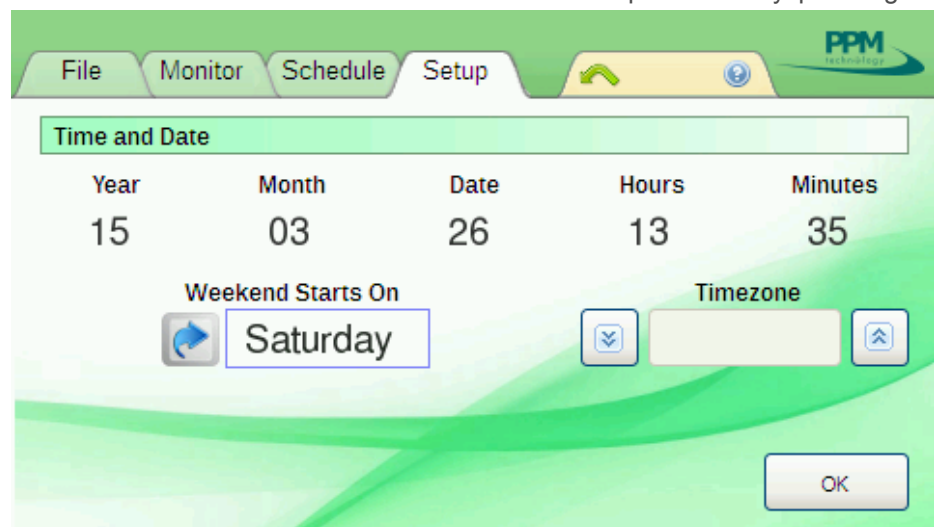 PPM
technology
File Monitor Schedule Setup
Time and Date
Year Month Date Hours Minutes
15 03 26 13 35
Weekend Starts On Timezone
Saturday
OK